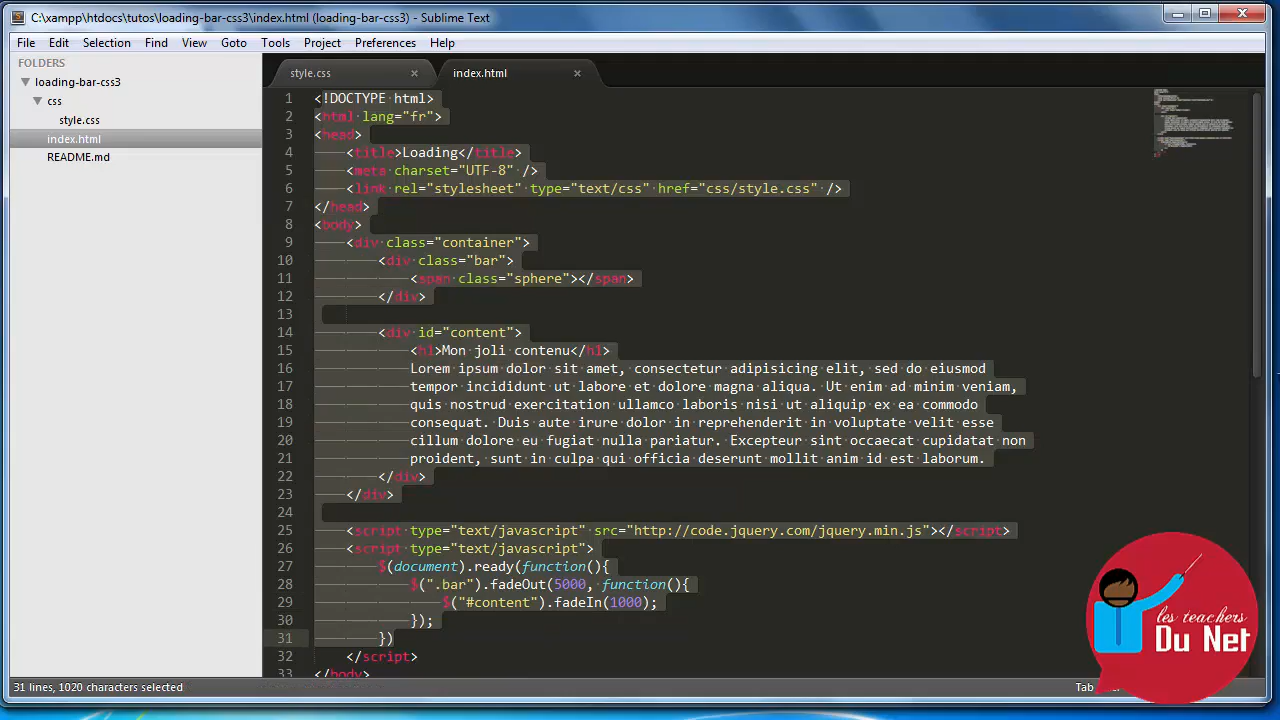 C:\xampp\htdocs\tutos\loading-bar-css3\index.html (loading-bar-css3) - Sublime Text
File Edit Selection Find View Goto Tools Project Preferences Help
FOLDERS
loading-bar-css3
css
style.css
index.html
README.md
style.css × index.html ×
1 <!DOCTYPE html>
2 <html lang="fr">
3 <head>
4 <title>Loading</title>
5 <meta charset="UTF-8" />
6 <link rel="stylesheet" type="text/css" href="css/style.css" />
7 </head>
8 <body>
9 <div class="container">
10 <div class="bar">
11 <span class="sphere"></span>
12 </div>
13
14 <div id="content">
15 <h1>Mon joli contenu</h1>
16 Lorem ipsum dolor sit amet, consectetur adipisicing elit, sed do eiusmod
17 tempor incididunt ut labore et dolore magna aliqua. Ut enim ad minim veniam,
18 quis nostrud exercitation ullamco laboris nisi ut aliquip ex ea commodo
19 consequat. Duis aute irure dolor in reprehenderit in voluptate velit esse
20 cillum dolore eu fugiat nulla pariatur. Excepteur sint occaecat cupidatat non
21 proident, sunt in culpa qui officia deserunt mollit anim id est laborum.
22 </div>
23 </div>
24
25 <script type="text/javascript" src="http://code.jquery.com/jquery.min.js"></script>
26 <script type="text/javascript">
27 $(document).ready(function(){
28 $(".bar").fadeOut(5000, function(){
29 $("#content").fadeIn(1000);
30 });
31 })
32 </script>
33 </body>
les teachers
Du Net
31 lines, 1020 characters selected
Tab